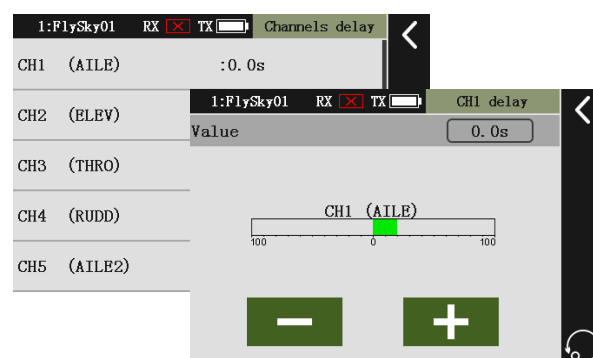 1:FlySky01 RX TX Channels delay
CH1 (AILE) :0.0s
CH2 (ELEV)
CH3 (THRO)
CH4 (RUDD)
CH5 (AILE2)
1:FlySky01 RX TX CH1 delay
Value 0.0s
CH1 (AILE)
100 0 100